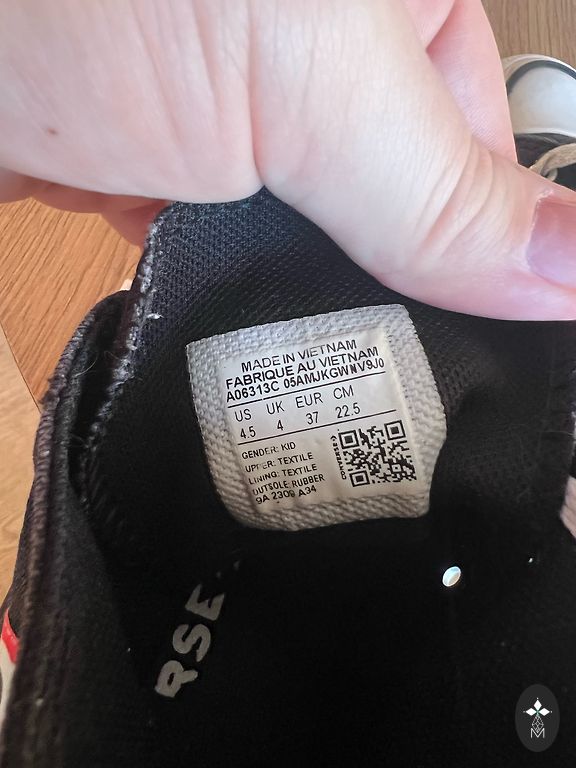 MADE IN VIETNAM
FABRIQUE AU VIETNAM
A06313C 05AMJKGWNV9J0
US UK EUR CM
4.5 4 37 22.5
GENDER: KID
UPPER: TEXTILE
LINING: TEXTILE
OUTSOLE: RUBBER
9A 2309 A34
CONVERSE
RSE
M